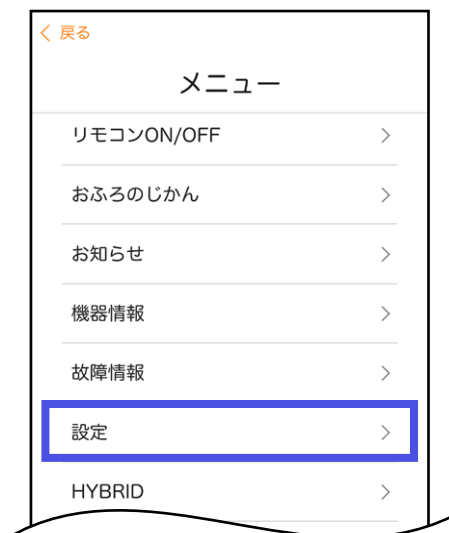 戻る
メニュー
リモコンON/OFF
おふろのじかん
お知らせ
機器情報
故障情報
設定
HYBRID